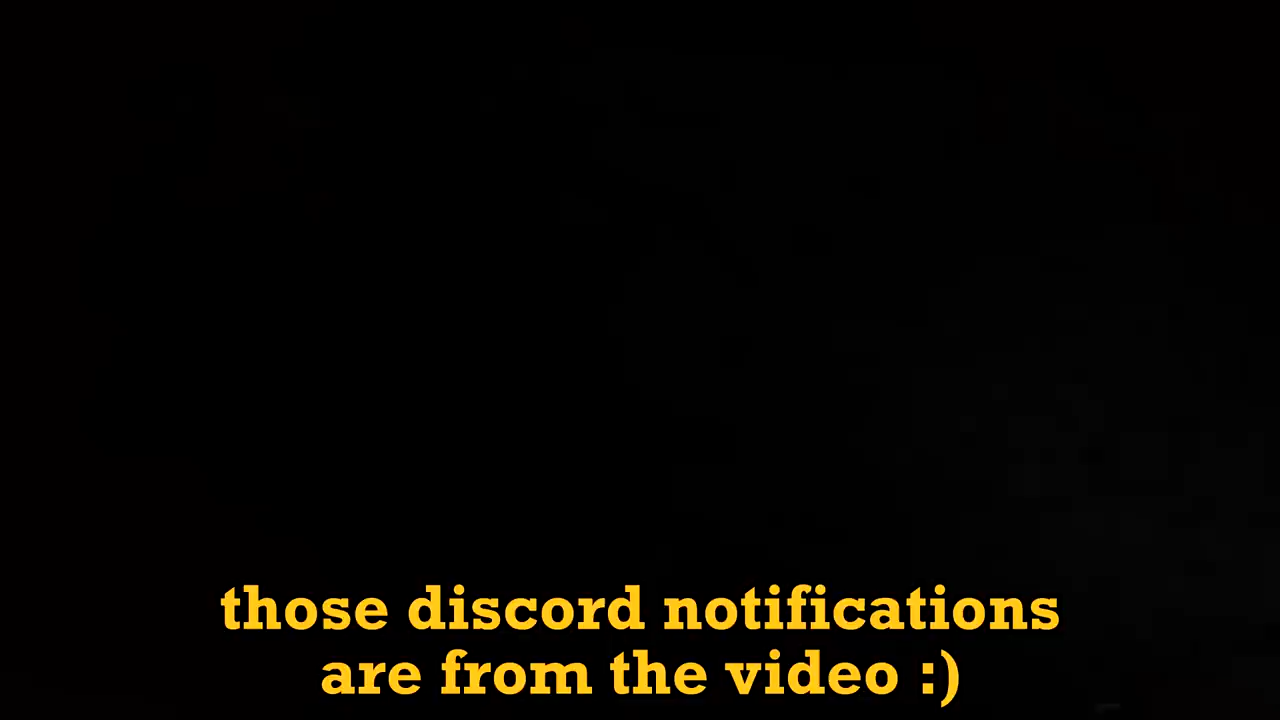 those discord notifications
are from the video :)